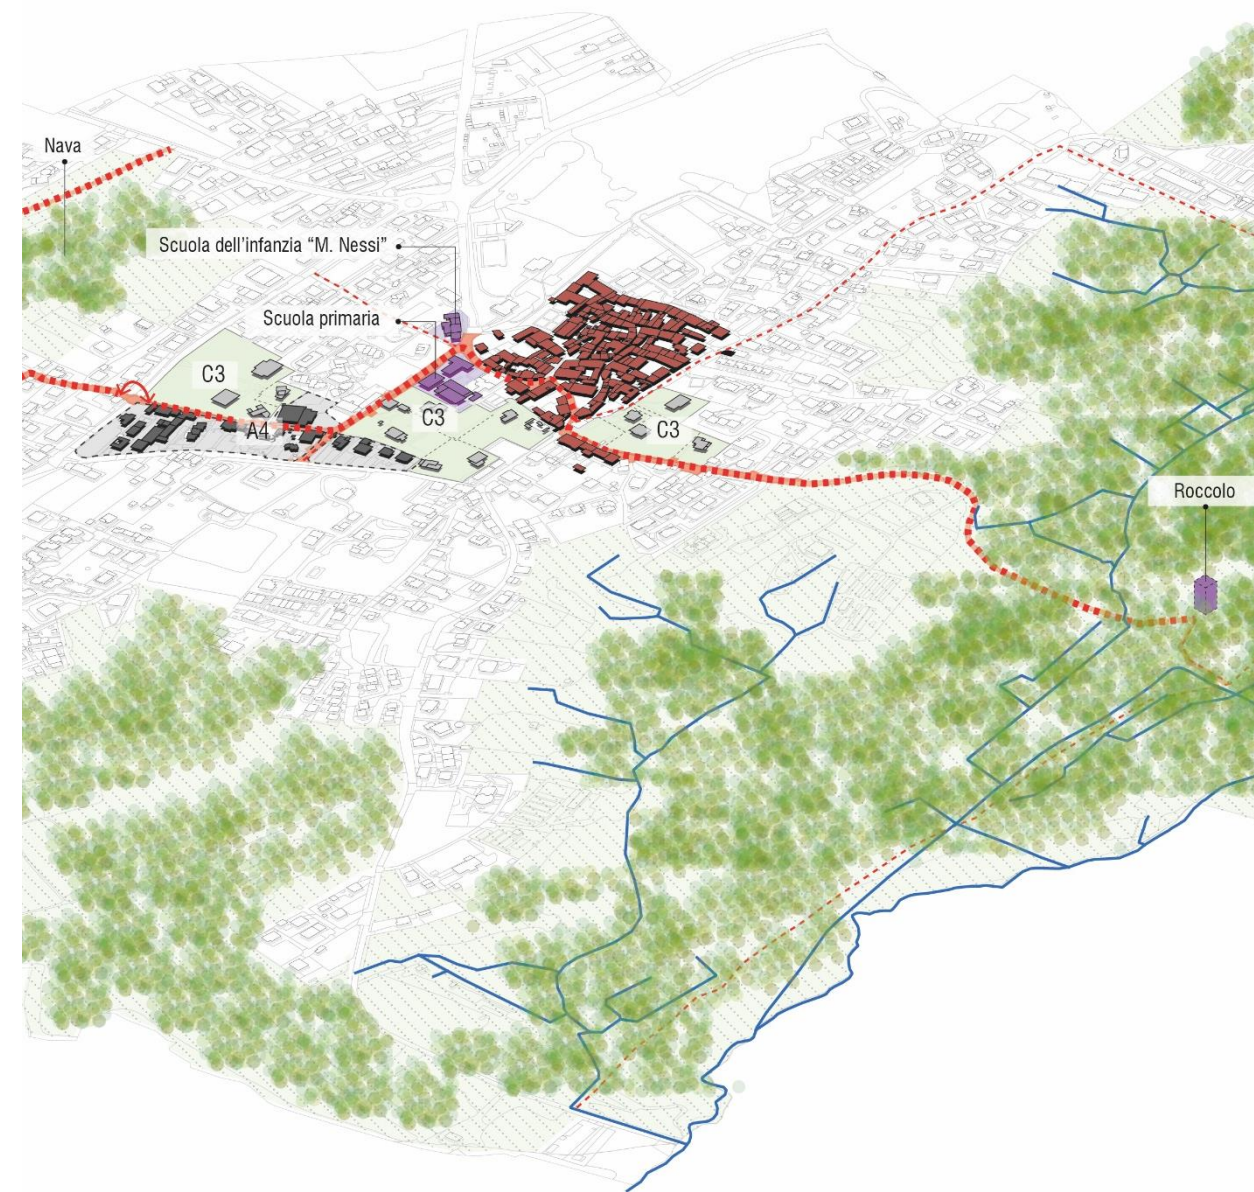 Nava
Scuola dell’infanzia “M. Nessi”
Scuola primaria
C3
A4
C3
C3
Roccolo